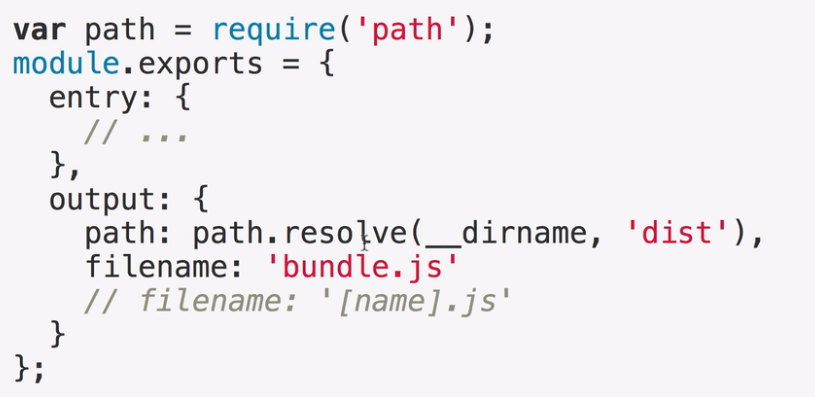 var path = require('path');
module.exports = {
  entry: {
    // ...
  },
  output: {
    path: path.resolve(__dirname, 'dist'),
    filename: 'bundle.js'
    // filename: '[name].js'
  }
};